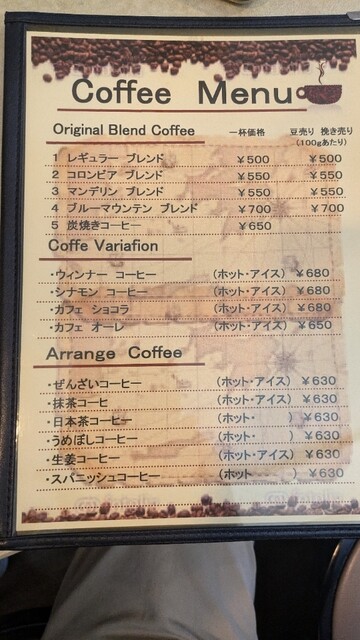 Coffee Menu
Original Blend Coffee 一杯価格 豆売り 挽き売り
(100gあたり)
1 レギュラー ブレンド ¥500 ¥500
2 コロンビア ブレンド ¥550 ¥550
3 マンデリン ブレンド ¥550 ¥550
4 ブルーマウンテン ブレンド ¥700 ¥700
5 炭焼きコーヒー ¥650
Coffe Variation
・ウィンナー コーヒー (ホット・アイス) ¥680
・シナモン コーヒー (ホット・アイス) ¥680
・カフェ ショコラ (ホット・アイス) ¥680
・カフェ オーレ (ホット・アイス) ¥650
Arrange Coffee
・ぜんざいコーヒー (ホット・アイス) ¥630
・抹茶コーヒ (ホット・アイス) ¥630
・日本茶コーヒー (ホット・ ) ¥630
・うめぼしコーヒー (ホット・ ) ¥630
・生姜コーヒー (ホット・アイス) ¥630
・スパニッシュコーヒー (ホット ) ¥630